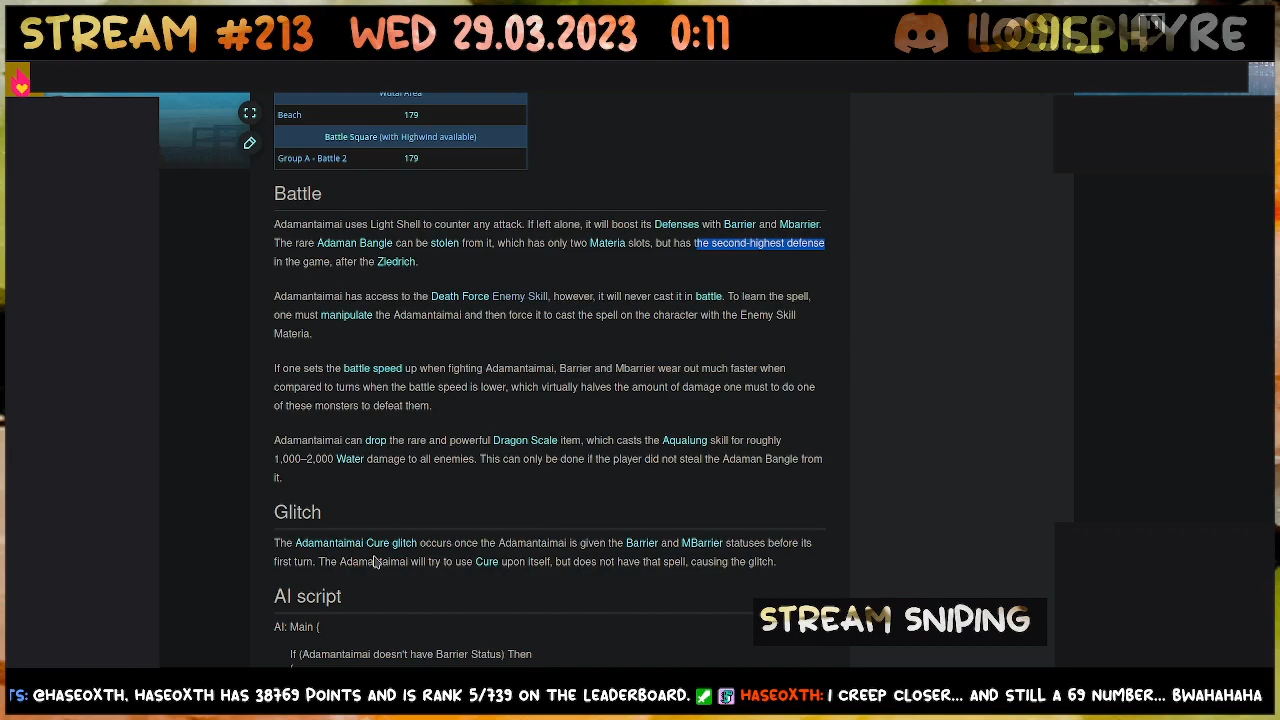 STREAM #213 WED 29.03.2023 0:11
Wutai Area
Beach 179
Battle Square (with Highwind available)
Group A - Battle 2 179
Battle
Adamantaimai uses Light Shell to counter any attack. If left alone, it will boost its Defenses with Barrier and Mbarrier.
The rare Adaman Bangle can be stolen from it, which has only two Materia slots, but has the second-highest defense
in the game, after the Ziedrich.
Adamantaimai has access to the Death Force Enemy Skill, however, it will never cast it in battle. To learn the spell,
one must manipulate the Adamantaimai and then force it to cast the spell on the character with the Enemy Skill
Materia.
If one sets the battle speed up when fighting Adamantaimai, Barrier and Mbarrier wear out much faster when
compared to turns when the battle speed is lower, which virtually halves the amount of damage one must to do one
of these monsters to defeat them.
Adamantaimai can drop the rare and powerful Dragon Scale item, which casts the Aqualung skill for roughly
1,000–2,000 Water damage to all enemies. This can only be done if the player did not steal the Adaman Bangle from
it.
Glitch
The Adamantaimai Cure glitch occurs once the Adamantaimai is given the Barrier and MBarrier statuses before its
first turn. The Adamantaimai will try to use Cure upon itself, but does not have that spell, causing the glitch.
AI script
STREAM SNIPING
AI: Main {
If (Adamantaimai doesn't have Barrier Status) Then
TS: @HASEOXTH, HASEOXTH HAS 38769 POINTS AND IS RANK 5/739 ON THE LEADERBOARD. HASEOXTH: I CREEP CLOSER... AND STILL A 69 NUMBER... BWAHAHAHA